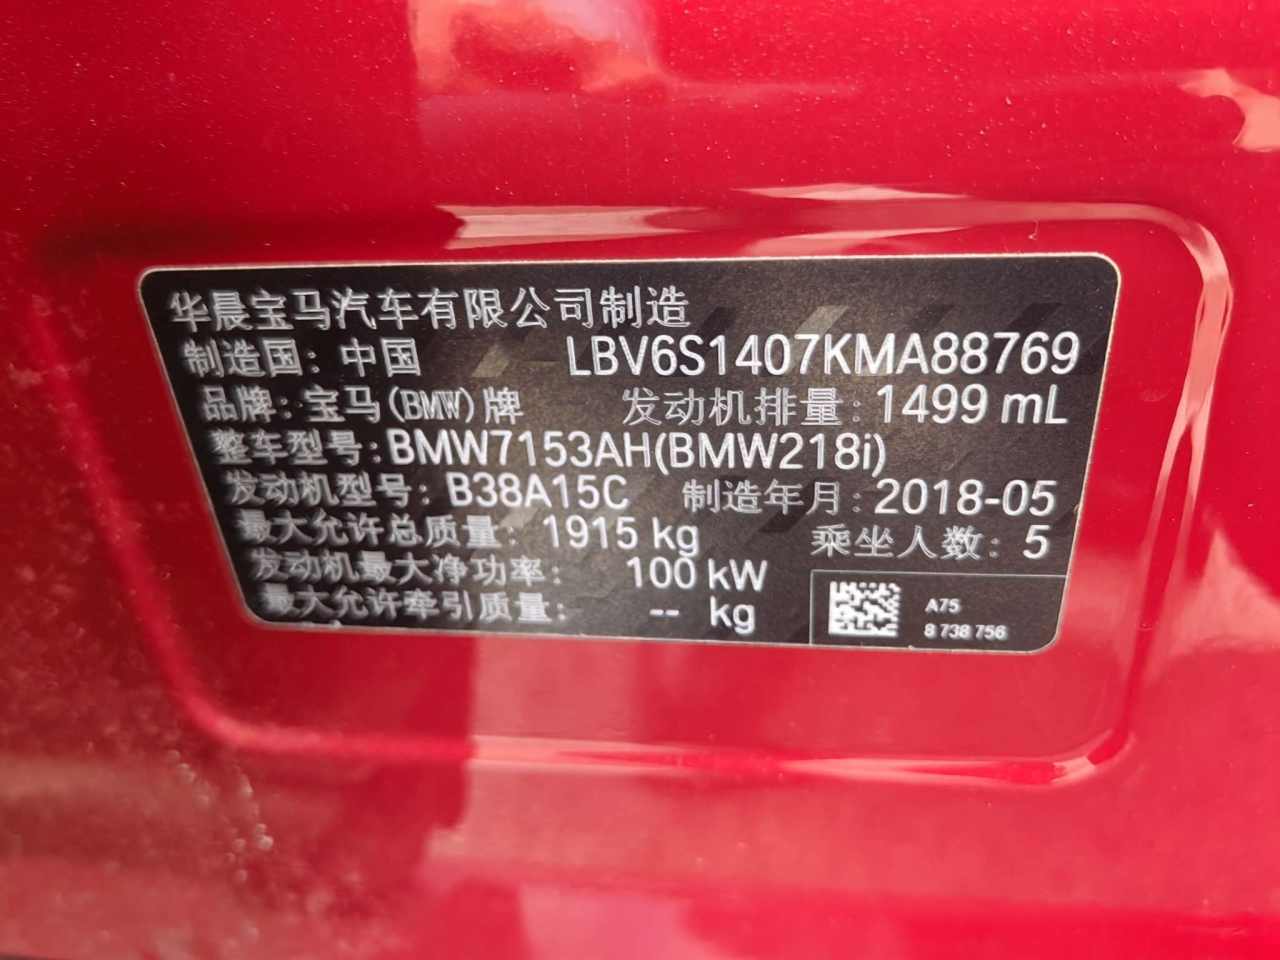 华晨宝马汽车有限公司制造
制造国: 中国 LBV6S1407KMA88769
品牌: 宝马(BMW)牌 发动机排量: 1499 mL
整车型号: BMW7153AH(BMW218i)
发动机型号: B38A15C 制造年月: 2018-05
最大允许总质量: 1915 kg 乘坐人数: 5
发动机最大净功率: 100 kW
最大允许牵引质量: -- kg
A75
8 738 756